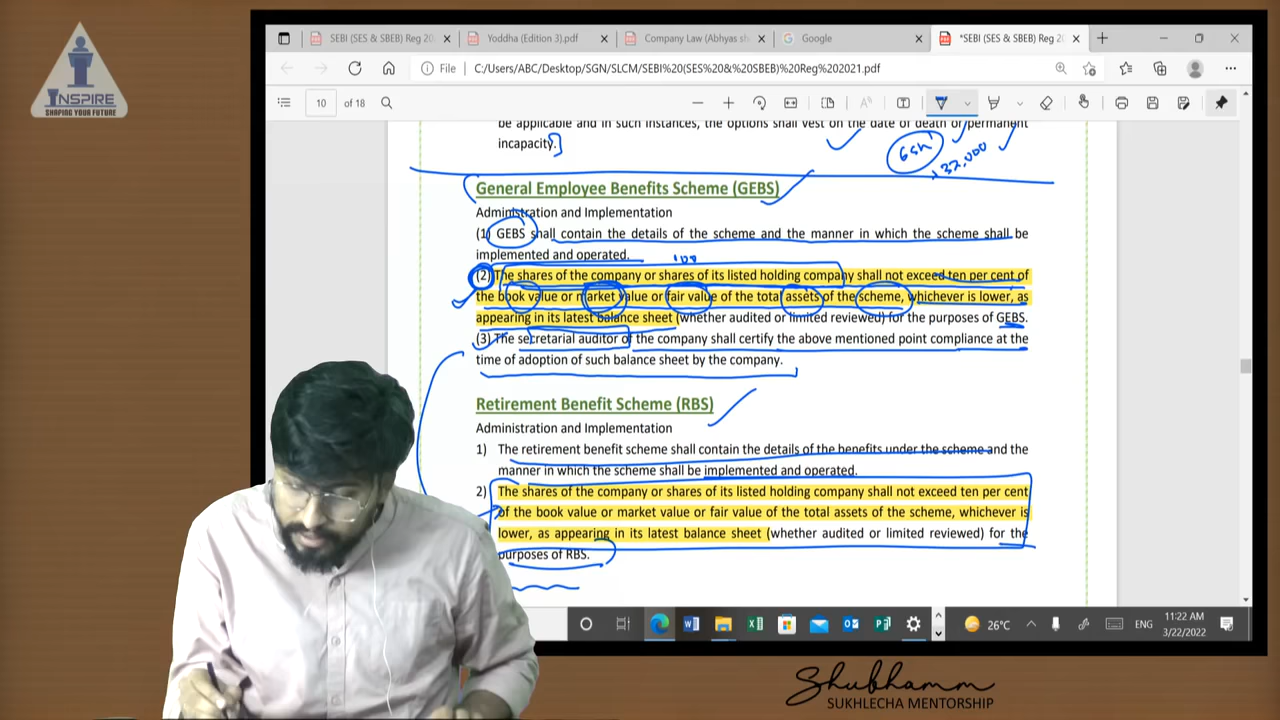 INSPIRE
SHAPING YOUR FUTURE
SEBI (SES & SBEB) Reg 20
Yoddha (Edition 3).pdf
Company Law (Abhyas sh
Google
*SEBI (SES & SBEB) Reg 2
File
C:/Users/ABC/Desktop/SGN/SLCM/SEBI%20(SES%20&%20SBEB)%20Reg%202021.pdf
10 of 18
be applicable and in such instances, the options shall vest on the date of death or permanent
incapacity.]
+32,000
General Employee Benefits Scheme (GEBS)
Administration and Implementation
(1) GEBS shall contain the details of the scheme and the manner in which the scheme shall be
implemented and operated.
100
(2) The shares of the company or shares of its listed holding company shall not exceed ten per cent of
the book value or market value or fair value of the total assets of the scheme, whichever is lower, as
appearing in its latest balance sheet (whether audited or limited reviewed) for the purposes of GEBS.
(3) The secretarial auditor of the company shall certify the above mentioned point compliance at the
time of adoption of such balance sheet by the company.
Retirement Benefit Scheme (RBS)
Administration and Implementation
1) The retirement benefit scheme shall contain the details of the benefits under the scheme and the
manner in which the scheme shall be implemented and operated.
2) The shares of the company or shares of its listed holding company shall not exceed ten per cent
of the book value or market value or fair value of the total assets of the scheme, whichever is
lower, as appearing in its latest balance sheet (whether audited or limited reviewed) for the
purposes of RBS.
26°C
ENG
11:22 AM
3/22/2022
Shubhamm
SUKHLECHA MENTORSHIP